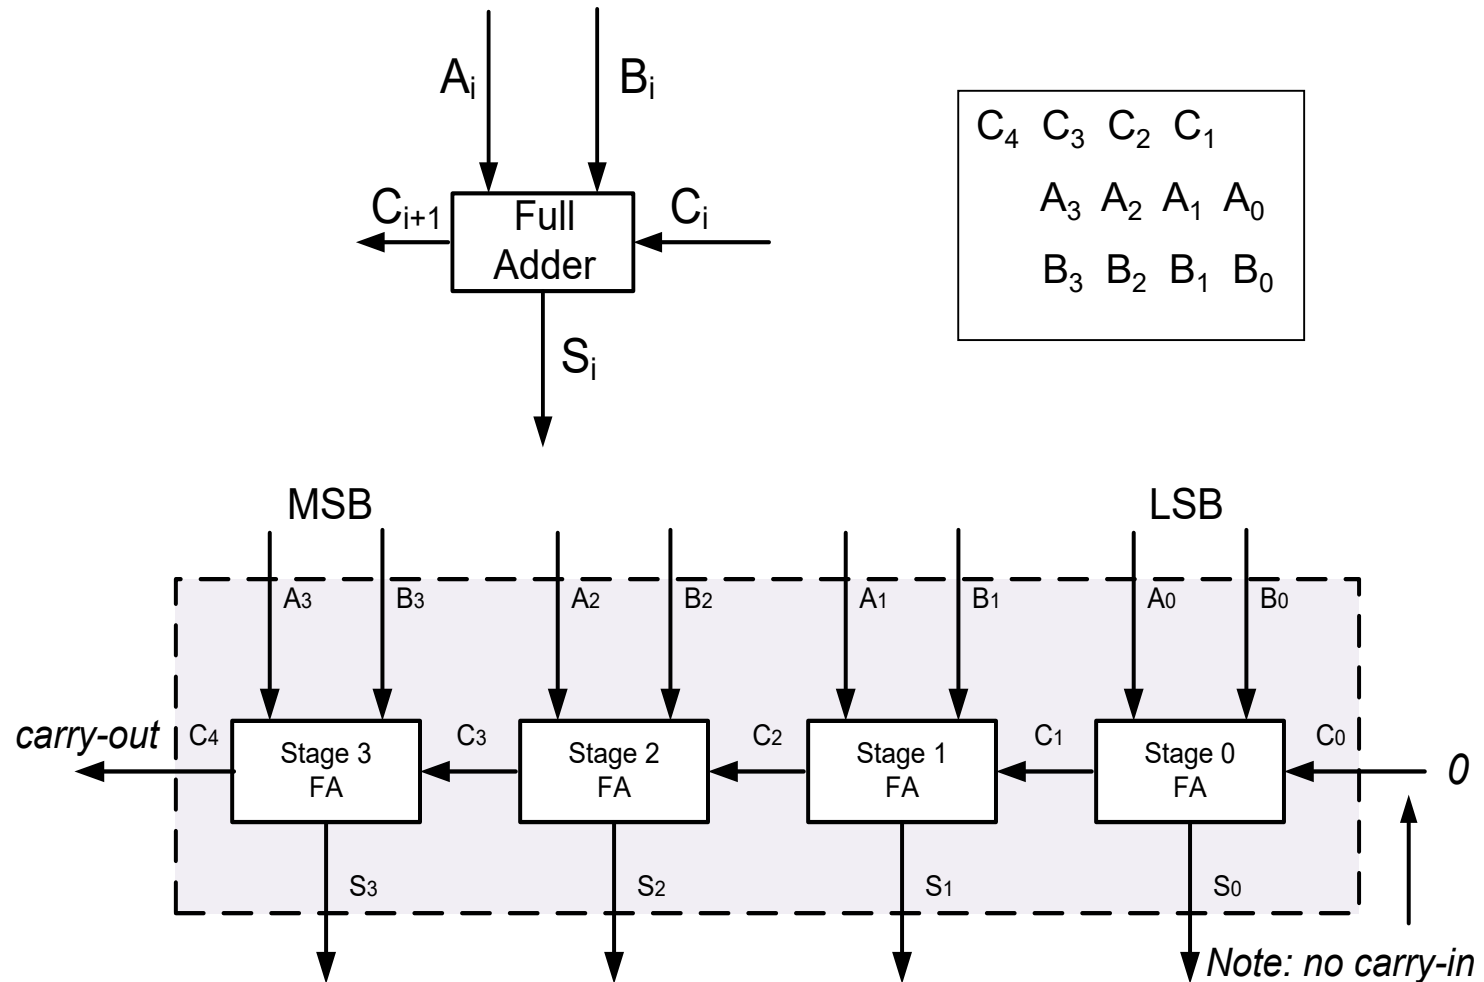 Aᵢ Bᵢ
Cᵢ₊₁ Full Adder Cᵢ
Sᵢ
C₄ C₃ C₂ C₁
A₃ A₂ A₁ A₀
B₃ B₂ B₁ B₀
MSB LSB
A3 B3 A2 B2 A1 B1 A0 B0
carry-out C4 C3 C2 C1 C0 0
Stage 3 Stage 2 Stage 1 Stage 0
FA FA FA FA
S3 S2 S1 S0
Note: no carry-in